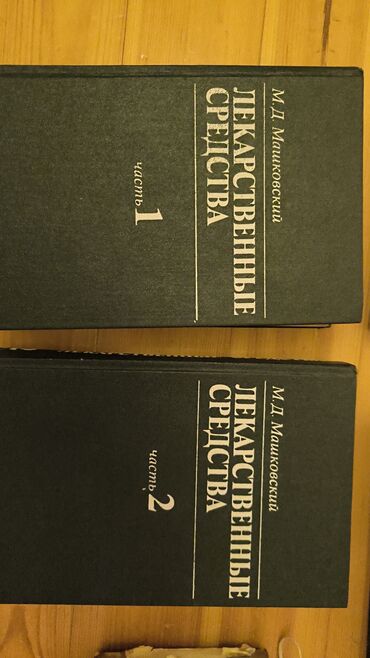 М.Д. Машковский
ЛЕКАРСТВЕННЫЕ
СРЕДСТВА
часть 1
М.Д. Машковский
ЛЕКАРСТВЕННЫЕ
СРЕДСТВА
часть 2